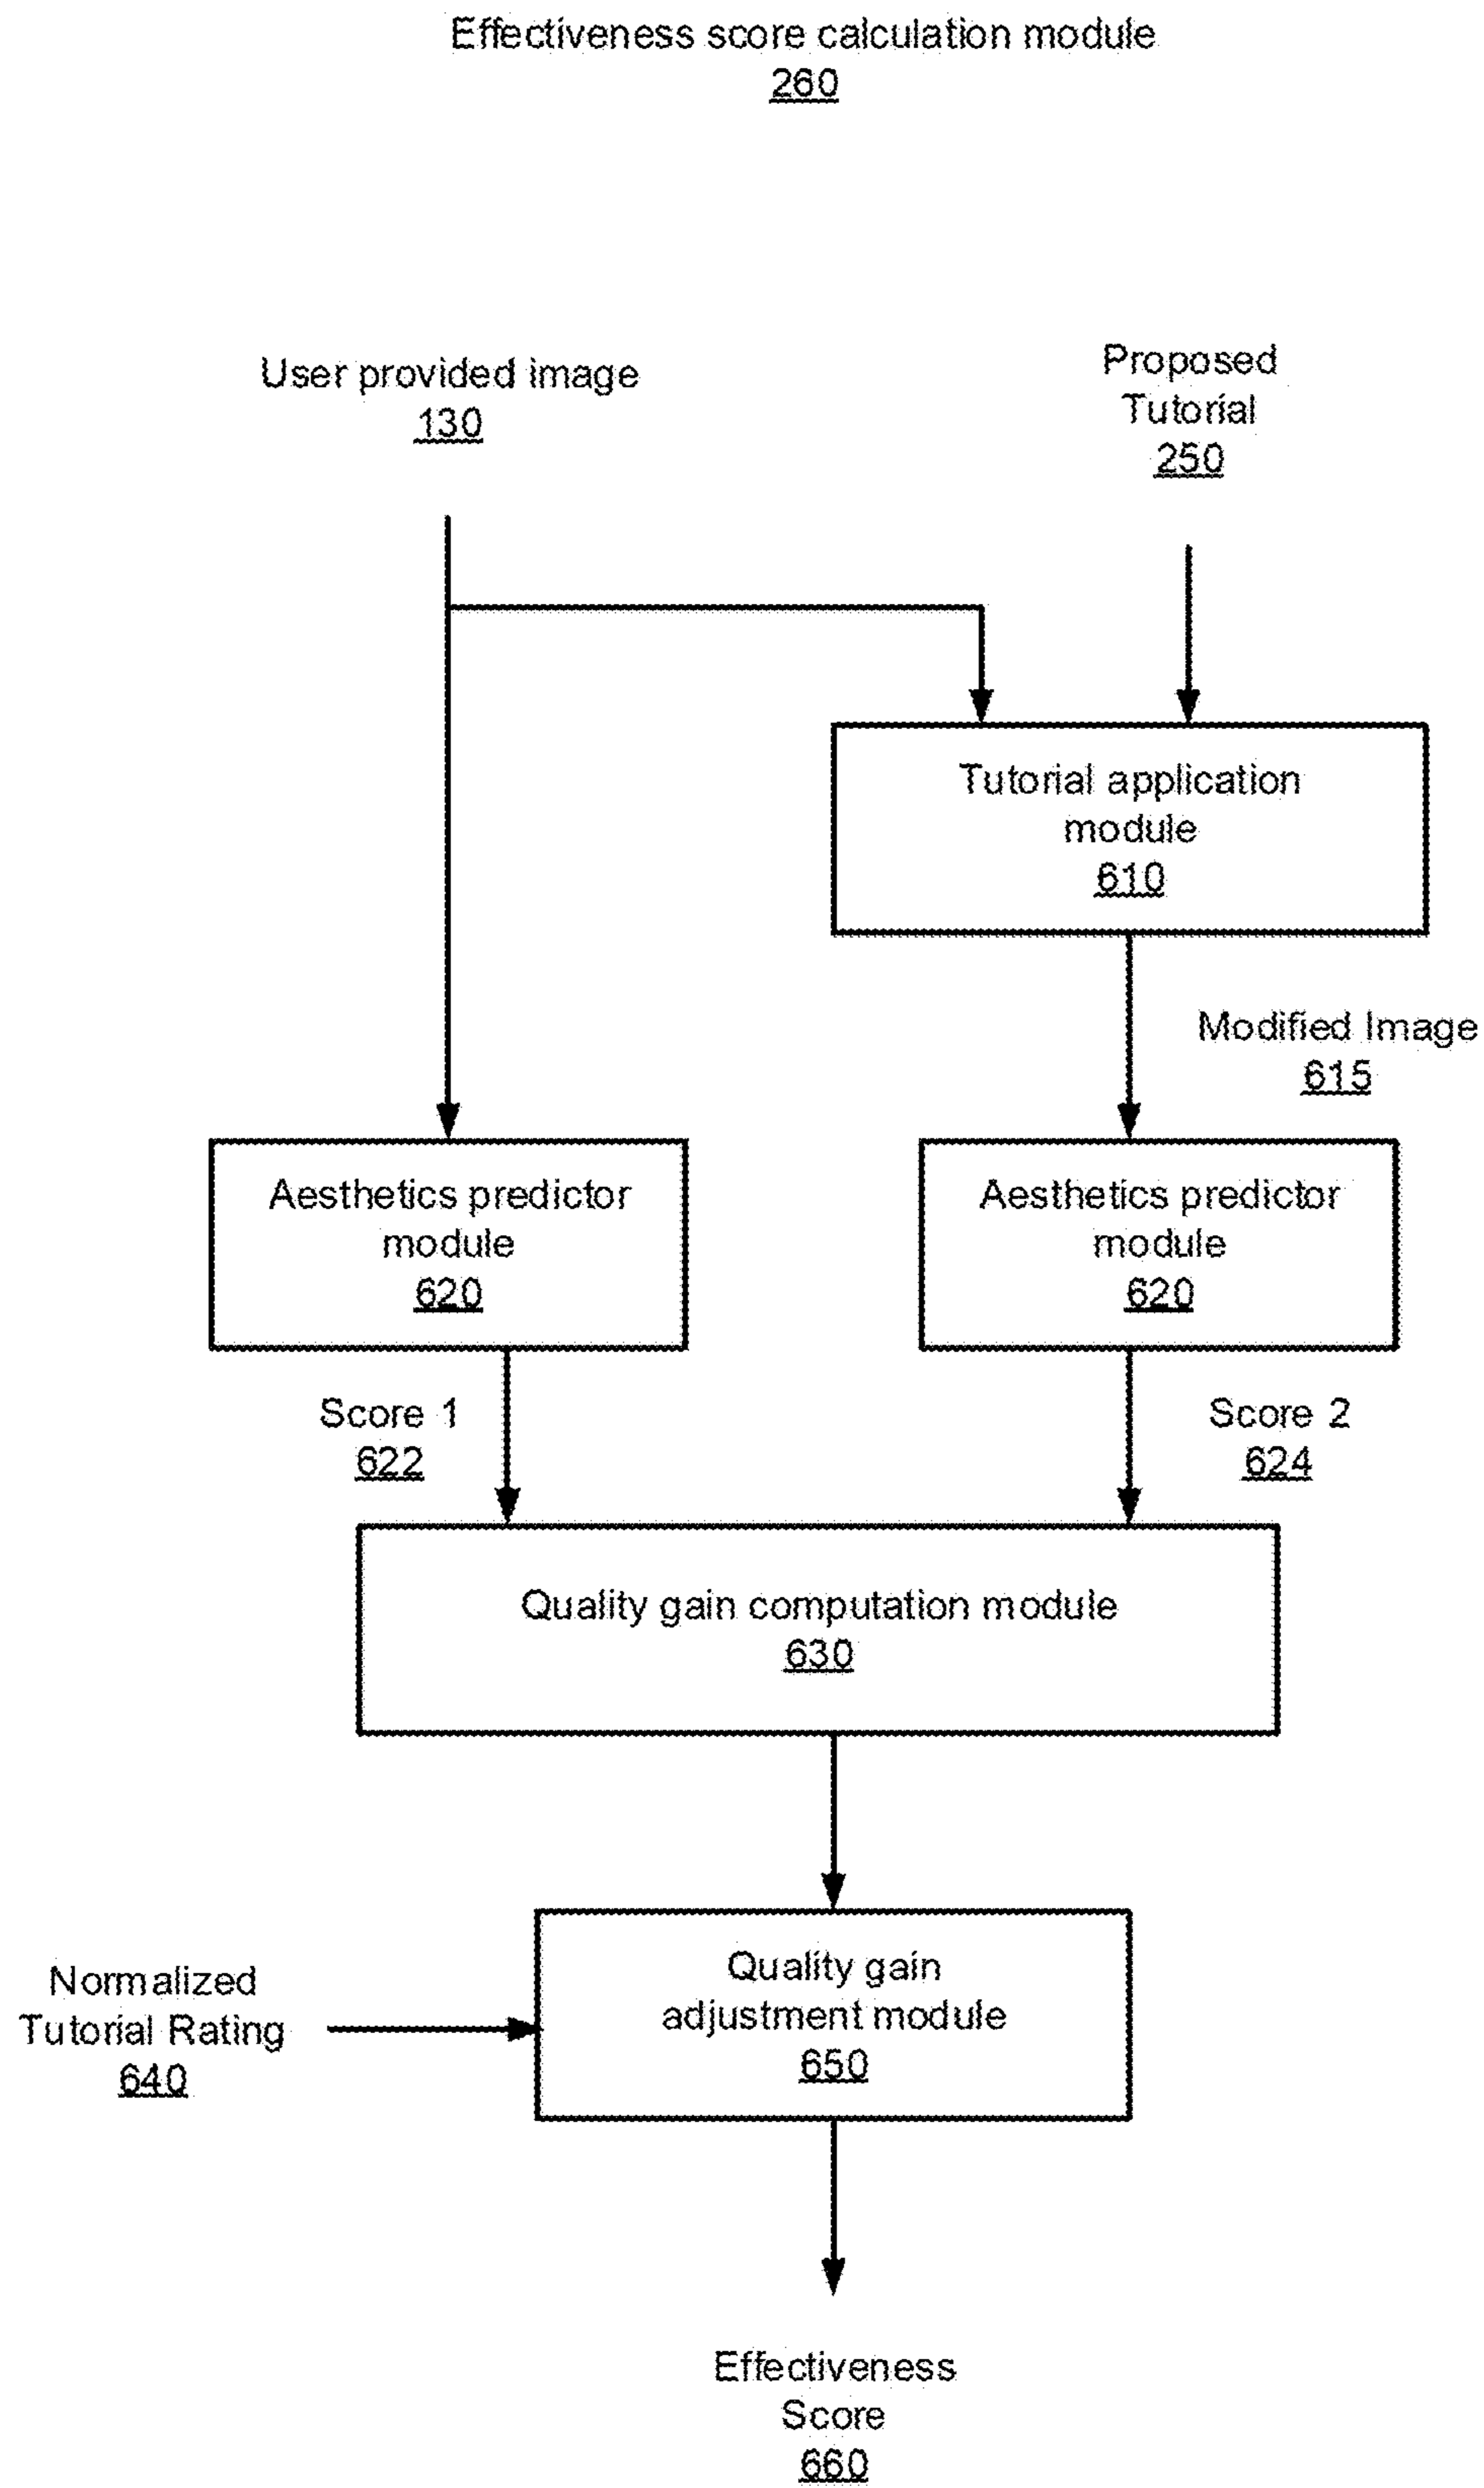 Effectiveness score calculation module
260
User provided image
130
Proposed
Tutorial
250
Tutorial application
module
610
Modified Image
615
Aesthetics predictor
module
620
Aesthetics predictor
module
620
Score 1
622
Score 2
624
Quality gain computation module
630
Normalized
Tutorial Rating
640
Quality gain
adjustment module
650
Effectiveness
Score
660